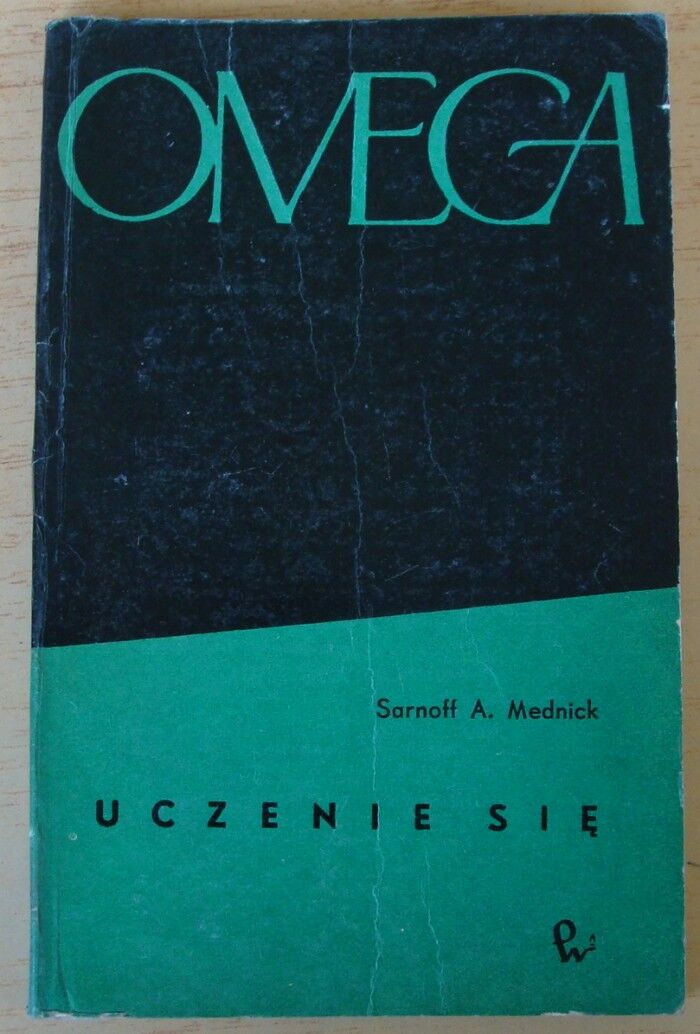 OMEGA
Sarnoff A. Mednick
UCZENIE SIĘ